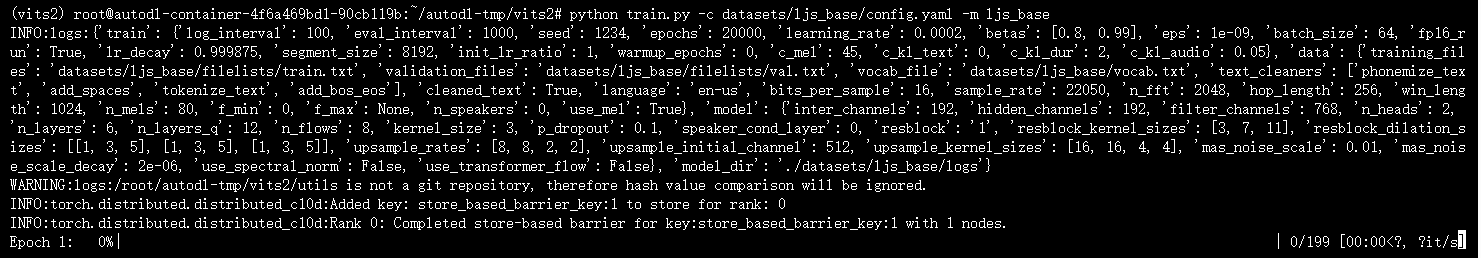 (vits2) root@autodl-container-4f6a469bd1-90cb119b:~/autodl-tmp/vits2# python train.py -c datasets/ljs_base/config.yaml -m ljs_base
INFO:logs:{'train': {'log_interval': 100, 'eval_interval': 1000, 'seed': 1234, 'epochs': 20000, 'learning_rate': 0.0002, 'betas': [0.8, 0.99], 'eps': 1e-09, 'batch_size': 64, 'fp16_r
un': True, 'lr_decay': 0.999875, 'segment_size': 8192, 'init_lr_ratio': 1, 'warmup_epochs': 0, 'c_mel': 45, 'c_kl_text': 0, 'c_kl_dur': 2, 'c_kl_audio': 0.05}, 'data': {'training_fil
es': 'datasets/ljs_base/filelists/train.txt', 'validation_files': 'datasets/ljs_base/filelists/val.txt', 'vocab_file': 'datasets/ljs_base/vocab.txt', 'text_cleaners': ['phonemize_tex
t', 'add_spaces', 'tokenize_text', 'add_bos_eos'], 'cleaned_text': True, 'language': 'en-us', 'bits_per_sample': 16, 'sample_rate': 22050, 'n_fft': 2048, 'hop_length': 256, 'win_leng
th': 1024, 'n_mels': 80, 'f_min': 0, 'f_max': None, 'n_speakers': 0, 'use_mel': True}, 'model': {'inter_channels': 192, 'hidden_channels': 192, 'filter_channels': 768, 'n_heads': 2,
'n_layers': 6, 'n_layers_q': 12, 'n_flows': 8, 'kernel_size': 3, 'p_dropout': 0.1, 'speaker_cond_layer': 0, 'resblock': '1', 'resblock_kernel_sizes': [3, 7, 11], 'resblock_dilation_s
izes': [[1, 3, 5], [1, 3, 5], [1, 3, 5]], 'upsample_rates': [8, 8, 2, 2], 'upsample_initial_channel': 512, 'upsample_kernel_sizes': [16, 16, 4, 4], 'mas_noise_scale': 0.01, 'mas_nois
e_scale_decay': 2e-06, 'use_spectral_norm': False, 'use_transformer_flow': False}, 'model_dir': './datasets/ljs_base/logs'}
WARNING:logs:/root/autodl-tmp/vits2/utils is not a git repository, therefore hash value comparison will be ignored.
INFO:torch.distributed.distributed_c10d:Added key: store_based_barrier_key:1 to store for rank: 0
INFO:torch.distributed.distributed_c10d:Rank 0: Completed store-based barrier for key:store_based_barrier_key:1 with 1 nodes.
Epoch 1:   0%| | 0/199 [00:00<?, ?it/s]